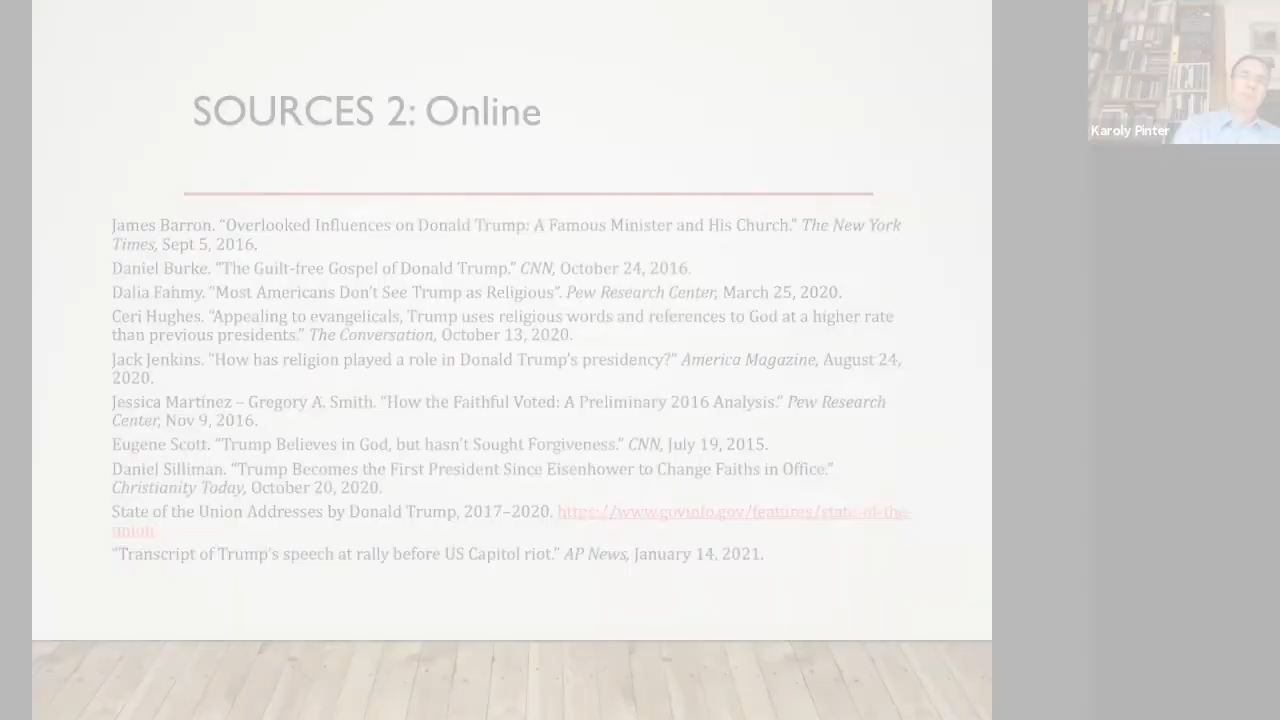 SOURCES 2: Online
James Barron. “Overlooked Influences on Donald Trump: A Famous Minister and His Church.” The New York
Times, Sept 5, 2016.
Daniel Burke. “The Guilt-free Gospel of Donald Trump.” CNN, October 24, 2016.
Dalia Fahmy. “Most Americans Don’t See Trump as Religious”. Pew Research Center, March 25, 2020.
Ceri Hughes. “Appealing to evangelicals, Trump uses religious words and references to God at a higher rate
than previous presidents.” The Conversation, October 13, 2020.
Jack Jenkins. “How has religion played a role in Donald Trump’s presidency?” America Magazine, August 24,
2020.
Jessica Martínez – Gregory A. Smith. “How the Faithful Voted: A Preliminary 2016 Analysis.” Pew Research
Center, Nov 9, 2016.
Eugene Scott. “Trump Believes in God, but hasn’t Sought Forgiveness.” CNN, July 19, 2015.
Daniel Silliman. “Trump Becomes the First President Since Eisenhower to Change Faiths in Office.”
Christianity Today, October 20, 2020.
State of the Union Addresses by Donald Trump, 2017–2020. https://www.govinfo.gov/features/state-of-the-
union
“Transcript of Trump’s speech at rally before US Capitol riot.” AP News, January 14, 2021.
Karoly Pinter